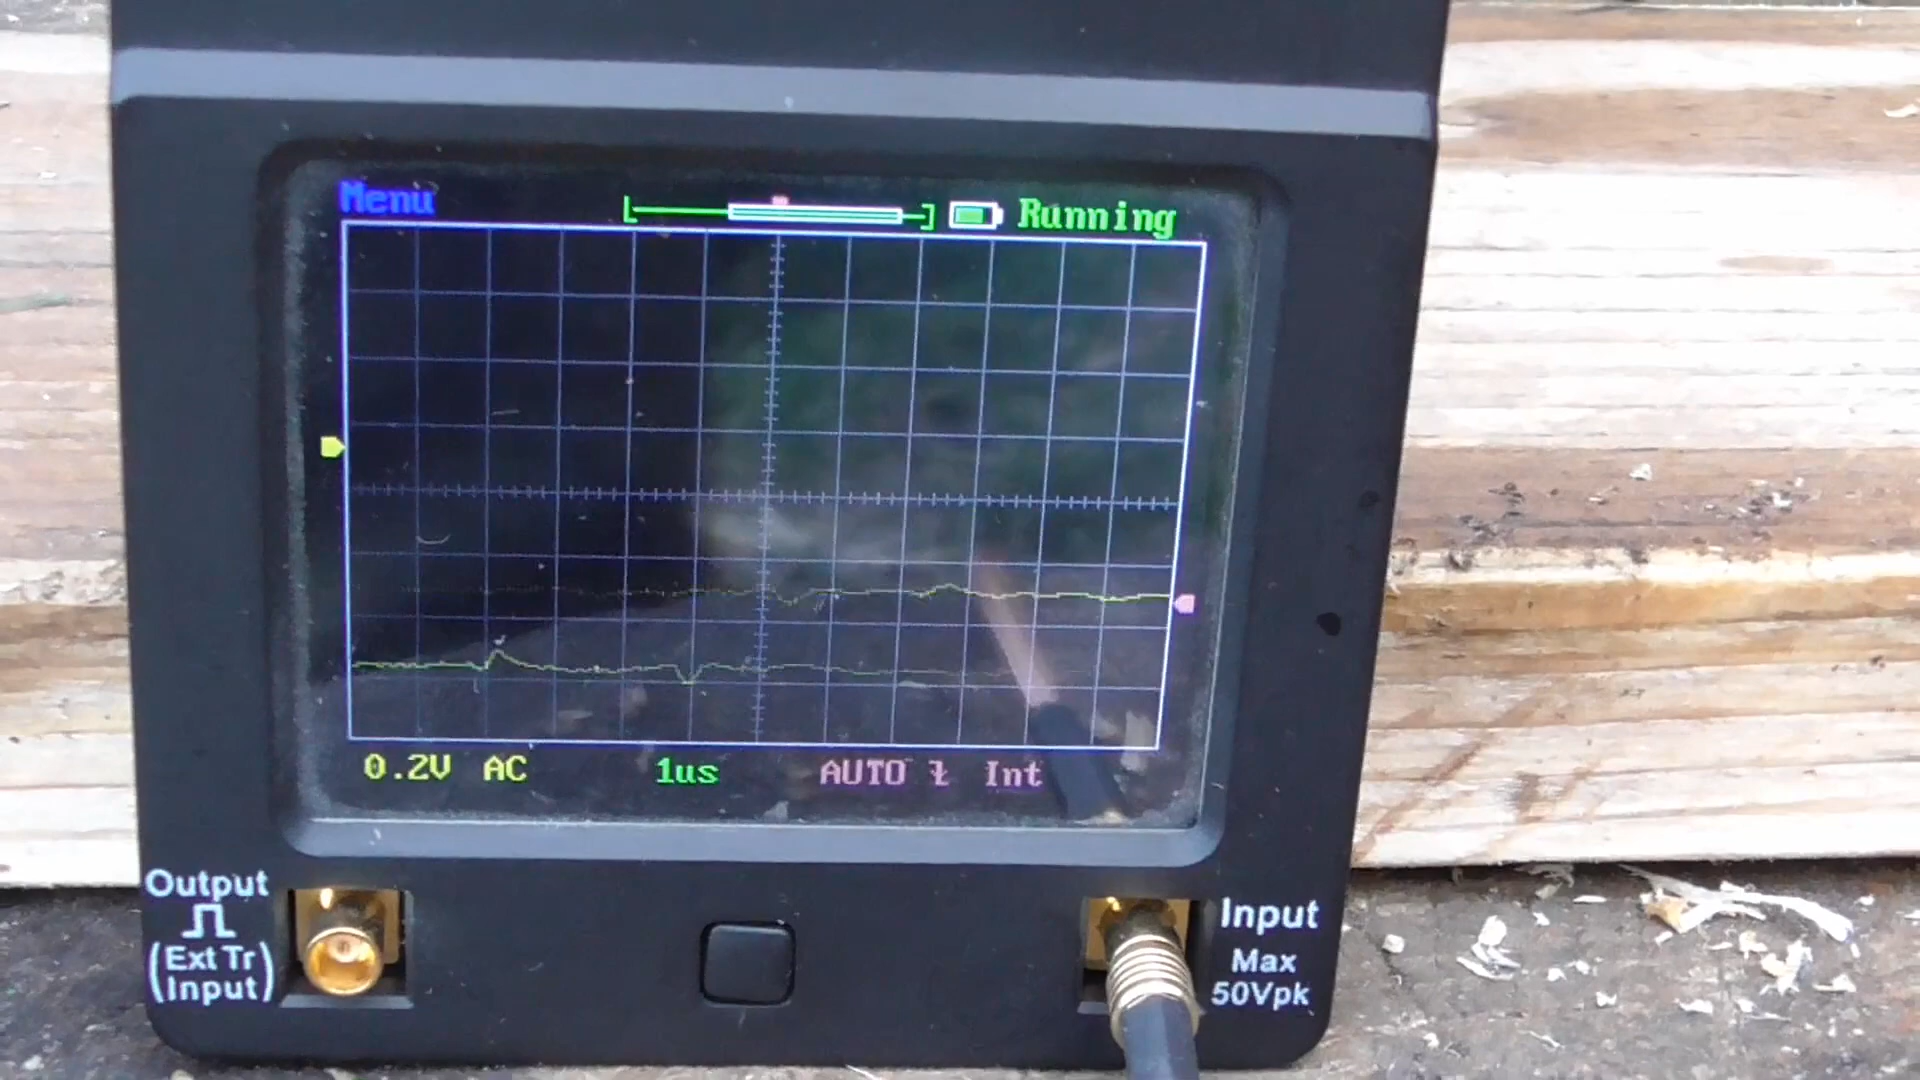 Menu
Running
0.2V AC 1us AUTO Int
Output
(Ext Tr
Input)
Input
Max
50Vpk